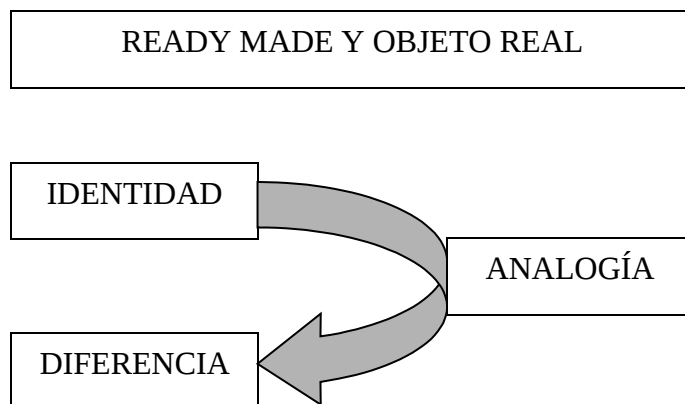 READY MADE Y OBJETO REAL
IDENTIDAD
ANALOGÍA
DIFERENCIA